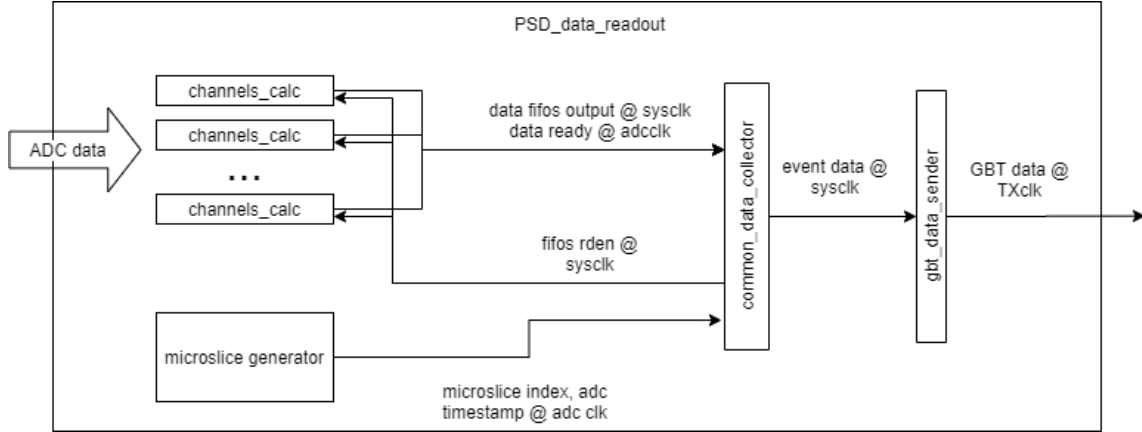 PSD_data_readout
channels_calc
data fifos output @ sysclk
data ready @ adcclk
channels_calc
ADC data
...
channels_calc
event data @
sysclk
GBT data @
TXclk
common_data_collector
gbt_data_sender
fifos rden @
sysclk
microslice generator
microslice index, adc
timestamp @ adc clk